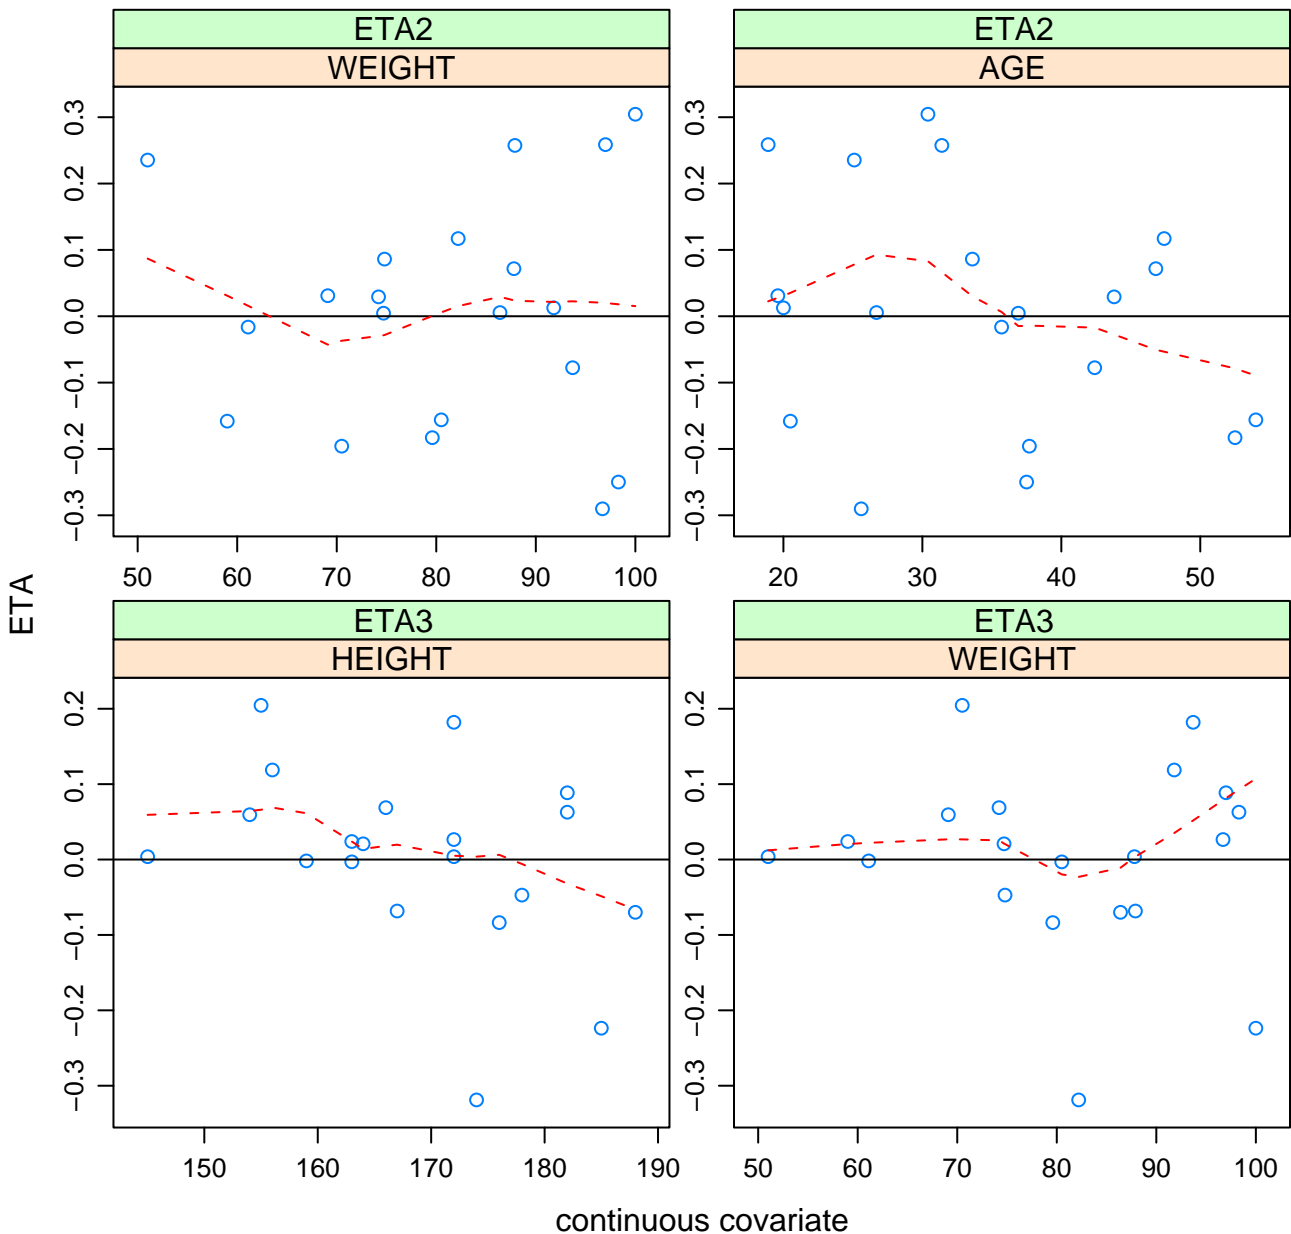 ETA2 ETA2
WEIGHT AGE
0.3 0.3
0.2 0.2
0.1 0.1
0.0 0.0
−0.1 −0.1
−0.2 −0.2
−0.3 −0.3
50 60 70 80 90 100 20 30 40 50
ETA
ETA3 ETA3
HEIGHT WEIGHT
0.2 0.2
0.1 0.1
0.0 0.0
−0.1 −0.1
−0.2 −0.2
−0.3 −0.3
150 160 170 180 190 50 60 70 80 90 100
continuous covariate